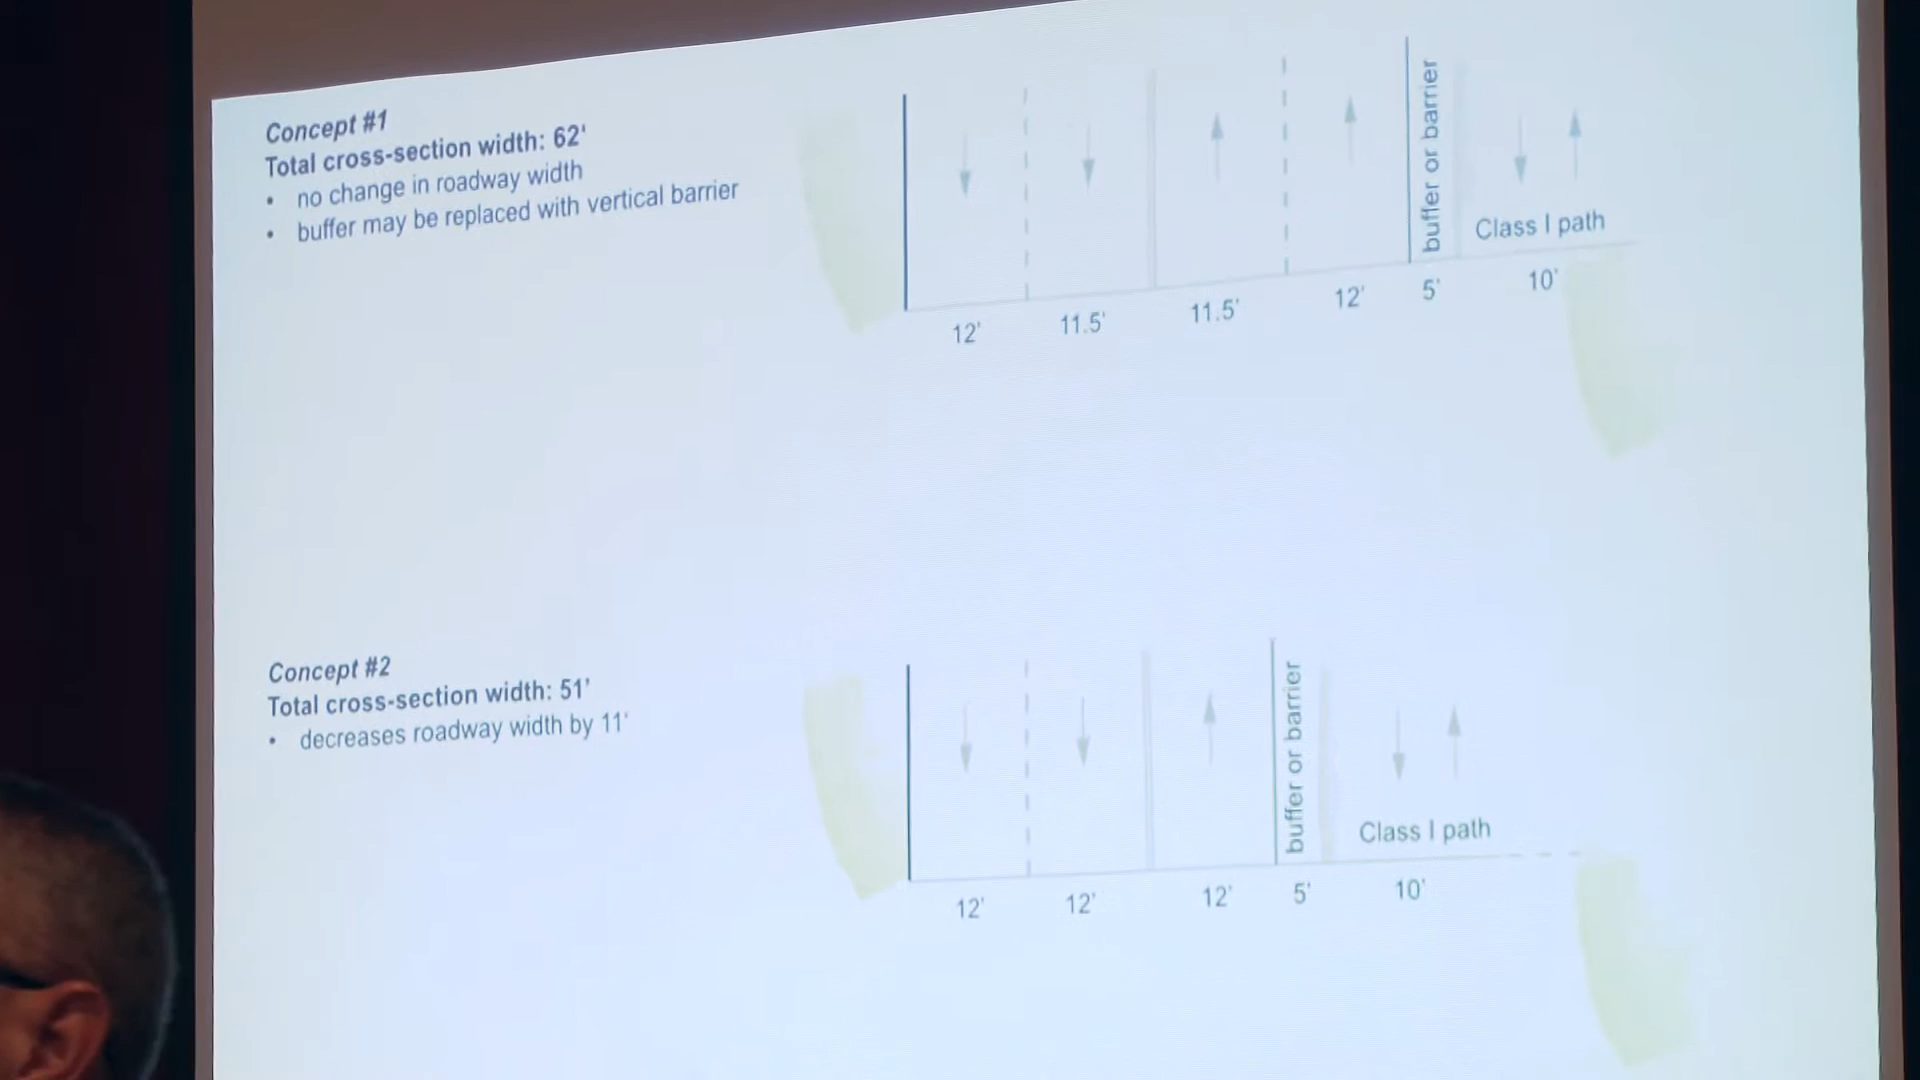 Concept #1
Total cross-section width: 62'
• no change in roadway width
• buffer may be replaced with vertical barrier
buffer or barrier
Class I path
12' 11.5' 11.5' 12' 5' 10'
Concept #2
Total cross-section width: 51'
• decreases roadway width by 11'
buffer or barrier
Class I path
12' 12' 12' 5' 10'